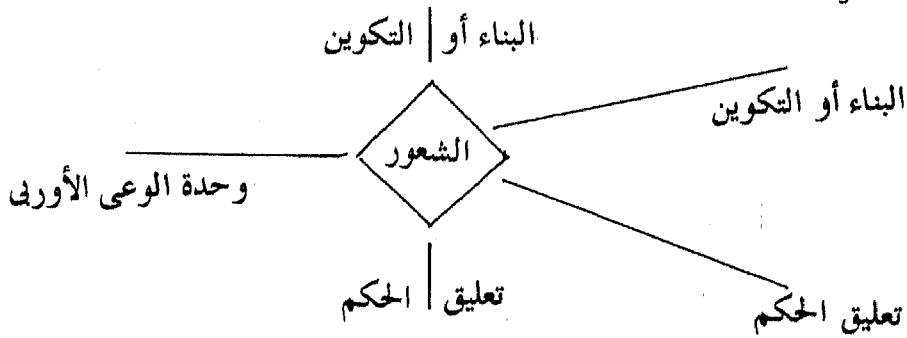 البناء أو التكوين
البناء أو التكوين
الشعور
وحدة الوعى الأوربى
تعليق الحكم
تعليق الحكم